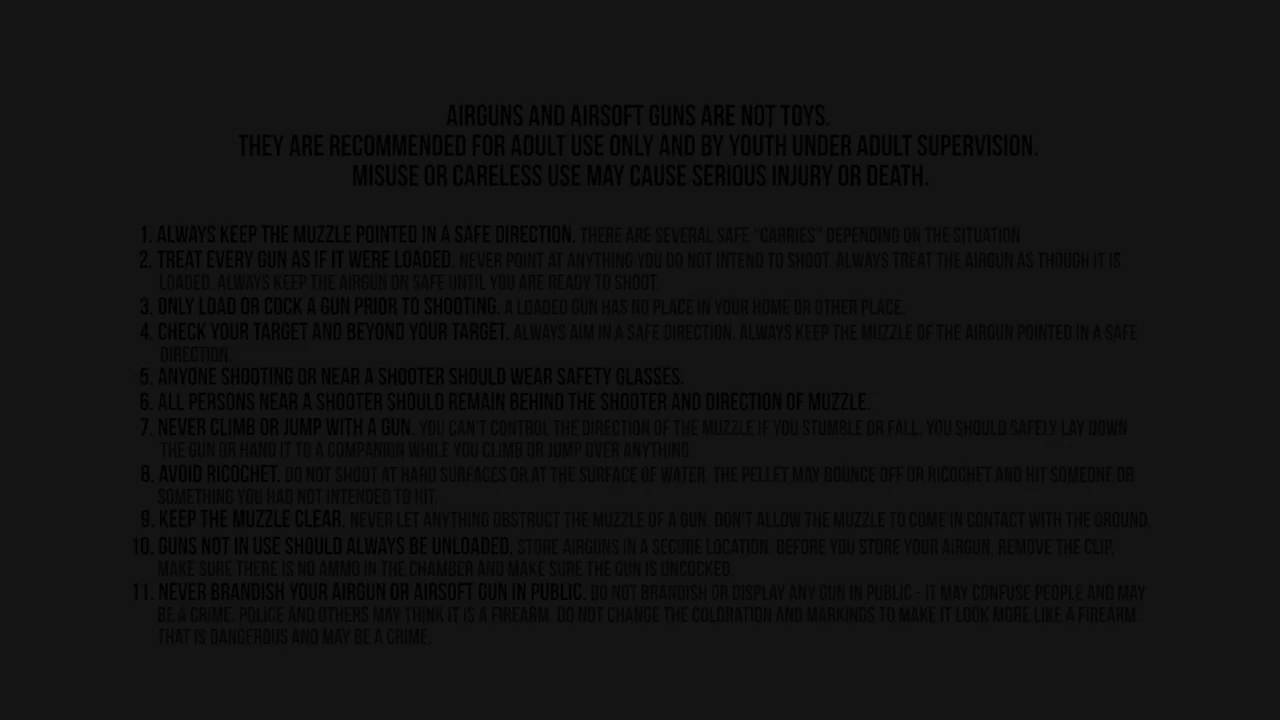 AIRGUNS AND AIRSOFT GUNS ARE NOT TOYS.
THEY ARE RECOMMENDED FOR ADULT USE ONLY AND BY YOUTH UNDER ADULT SUPERVISION.
MISUSE OR CARELESS USE MAY CAUSE SERIOUS INJURY OR DEATH.
1. ALWAYS KEEP THE MUZZLE POINTED IN A SAFE DIRECTION. THERE ARE SEVERAL SAFE "CARRIES" DEPENDING ON THE SITUATION
2. TREAT EVERY GUN AS IF IT WERE LOADED. NEVER POINT AT ANYTHING YOU DO NOT INTEND TO SHOOT. ALWAYS TREAT THE AIRGUN AS THOUGH IT IS
LOADED. ALWAYS KEEP THE AIRGUN ON SAFE UNTIL YOU ARE READY TO SHOOT.
3. ONLY LOAD OR COCK A GUN PRIOR TO SHOOTING. A LOADED GUN HAS NO PLACE IN YOUR HOME OR OTHER PLACE.
4. CHECK YOUR TARGET AND BEYOND YOUR TARGET. ALWAYS AIM IN A SAFE DIRECTION. ALWAYS KEEP THE MUZZLE OF THE AIRGUN POINTED IN A SAFE
DIRECTION.
5. ANYONE SHOOTING OR NEAR A SHOOTER SHOULD WEAR SAFETY GLASSES.
6. ALL PERSONS NEAR A SHOOTER SHOULD REMAIN BEHIND THE SHOOTER AND DIRECTION OF MUZZLE.
7. NEVER CLIMB OR JUMP WITH A GUN. YOU CAN'T CONTROL THE DIRECTION OF THE MUZZLE IF YOU STUMBLE OR FALL. YOU SHOULD SAFELY LAY DOWN
THE GUN OR HAND IT TO A COMPANION WHILE YOU CLIMB OR JUMP OVER ANYTHING.
8. AVOID RICOCHET. DO NOT SHOOT AT HARD SURFACES OR AT THE SURFACE OF WATER. THE PELLET MAY BOUNCE OFF OR RICOCHET AND HIT SOMEONE OR
SOMETHING YOU HAD NOT INTENDED TO HIT.
9. KEEP THE MUZZLE CLEAR. NEVER LET ANYTHING OBSTRUCT THE MUZZLE OF A GUN. DON'T ALLOW THE MUZZLE TO COME IN CONTACT WITH THE GROUND.
10. GUNS NOT IN USE SHOULD ALWAYS BE UNLOADED. STORE AIRGUNS IN A SECURE LOCATION. BEFORE YOU STORE YOUR AIRGUN, REMOVE THE CLIP,
MAKE SURE THERE IS NO AMMO IN THE CHAMBER AND MAKE SURE THE GUN IS UNCOCKED.
11. NEVER BRANDISH YOUR AIRGUN OR AIRSOFT GUN IN PUBLIC. DO NOT BRANDISH OR DISPLAY ANY GUN IN PUBLIC - IT MAY CONFUSE PEOPLE AND MAY
BE A CRIME. POLICE AND OTHERS MAY THINK IT IS A FIREARM. DO NOT CHANGE THE COLORATION AND MARKINGS TO MAKE IT LOOK MORE LIKE A FIREARM.
THAT IS DANGEROUS AND MAY BE A CRIME.